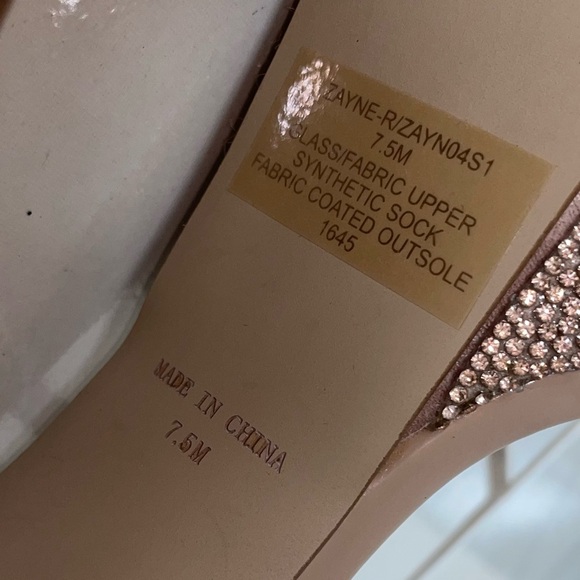 ZAYNE-R/ZAYN04S1
7.5M
GLASS/FABRIC UPPER
SYNTHETIC SOCK
FABRIC COATED OUTSOLE
1645
MADE IN CHINA
7.5M